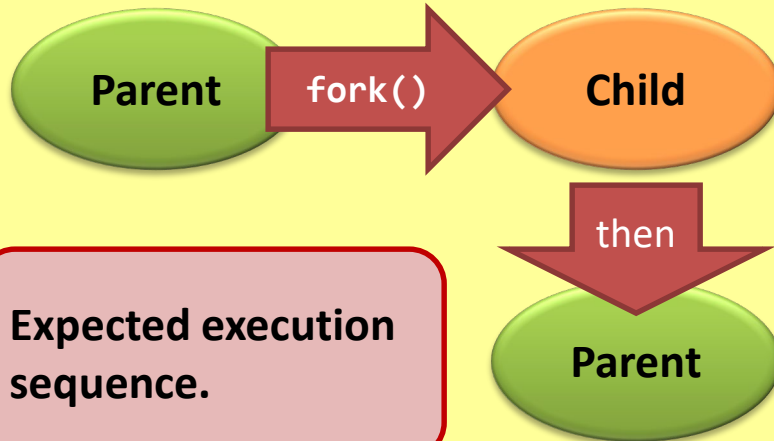 Parent
fork()
Child
then
Expected execution
sequence.
Parent